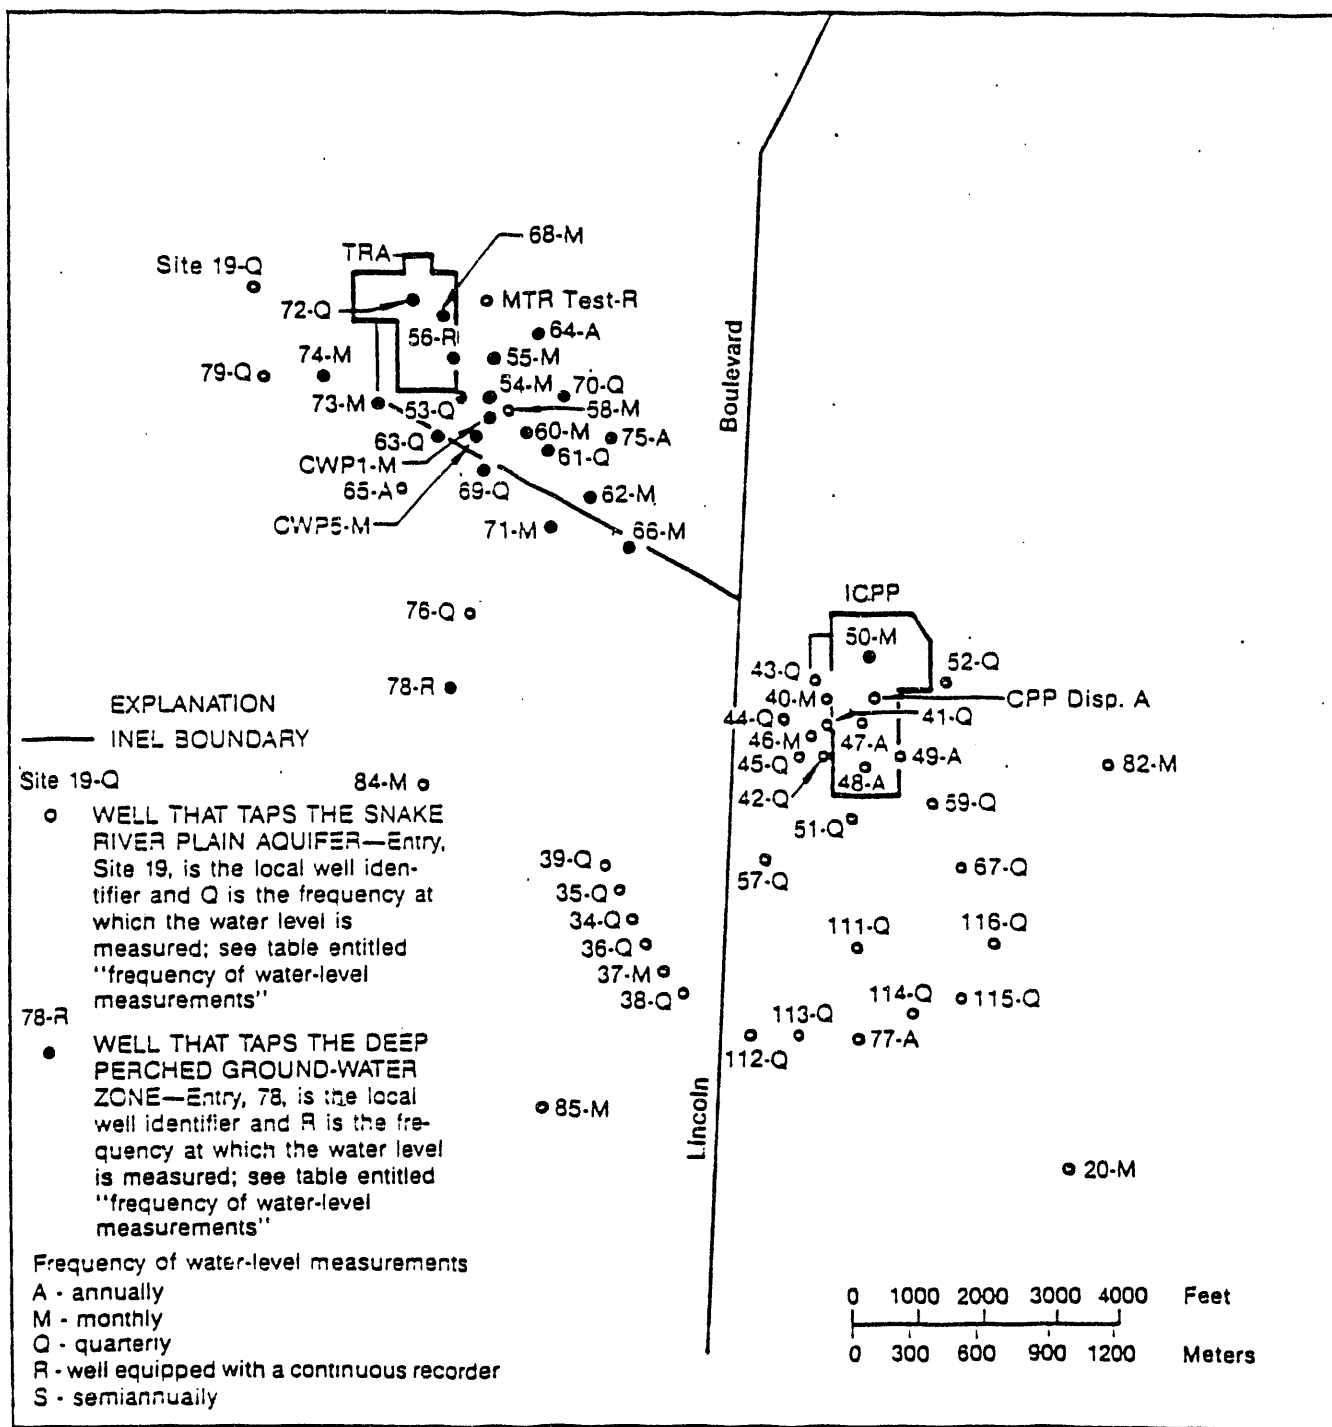 68-M
TRA
Site 19-Q
72-Q
MTR Test-R
56-R
64-A
74-M
55-M
79-Q
54-M
70-Q
73-M
53-Q
58-M
63-Q
60-M
75-A
CWP1-M
61-Q
65-A
69-Q
62-M
CWP5-M
71-M
66-M
Boulevard
76-Q
78-R
ICPP
50-M
43-Q
52-Q
40-M
CPP Disp. A
44-Q
41-Q
46-M
47-A
45-Q
49-A
48-A
82-M
42-Q
59-Q
51-Q
57-Q
67-Q
111-Q
116-Q
114-Q
115-Q
113-Q
112-Q
77-A
84-M
39-Q
35-Q
34-Q
36-Q
37-M
38-Q
85-M
Lincoln
20-M
EXPLANATION
INEL BOUNDARY
Site 19-Q
WELL THAT TAPS THE SNAKE
RIVER PLAIN AQUIFER—Entry,
Site 19, is the local well iden-
tifier and Q is the frequency at
which the water level is
measured; see table entitled
"frequency of water-level
measurements"
78-R
WELL THAT TAPS THE DEEP
PERCHED GROUND-WATER
ZONE—Entry, 78, is the local
well identifier and R is the fre-
quency at which the water level
is measured; see table entitled
"frequency of water-level
measurements"
Frequency of water-level measurements
A - annually
M - monthly
Q - quarterly
R - well equipped with a continuous recorder
S - semiannually
0 1000 2000 3000 4000 Feet
0 300 600 900 1200 Meters